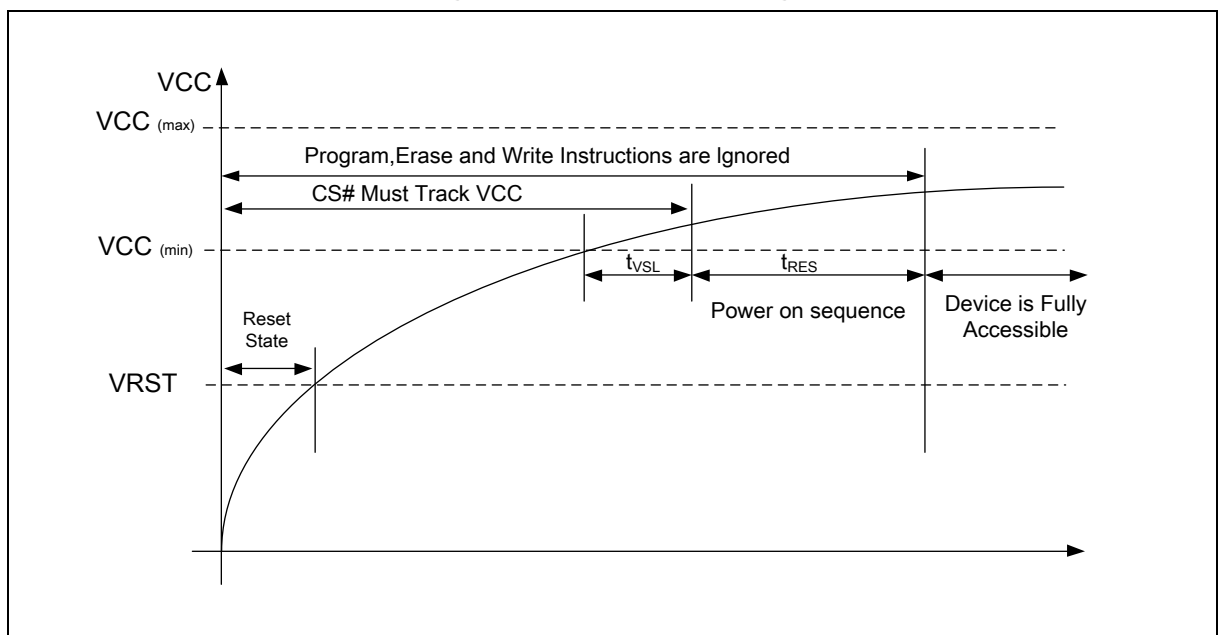 VCC
VCC (max)
Program,Erase and Write Instructions are Ignored
CS# Must Track VCC
VCC (min)
tVSL
tRES
Power on sequence
Device is Fully
Accessible
Reset
State
VRST